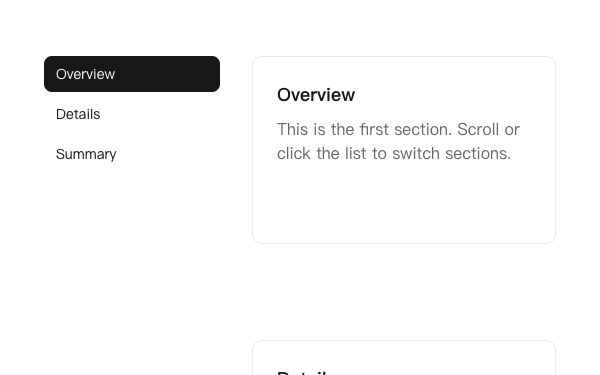 Overview
Details
Summary
Overview
This is the first section. Scroll or
click the list to switch sections.